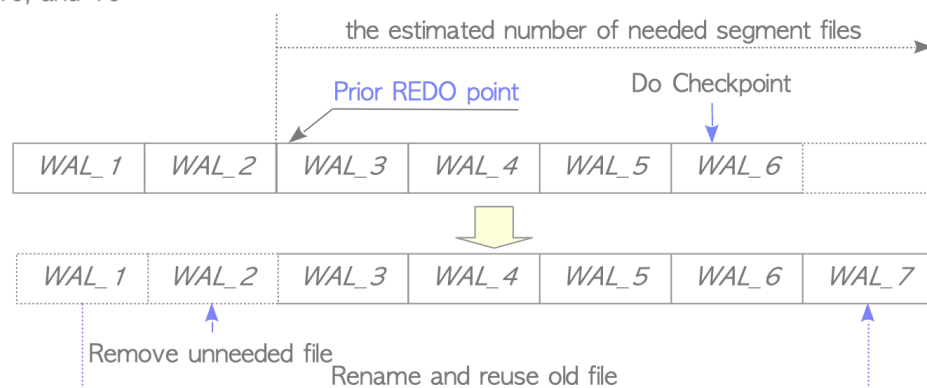 the estimated number of needed segment files
Prior REDO point
Do Checkpoint
WAL_1 WAL_2 WAL_3 WAL_4 WAL_5 WAL_6
WAL_1 WAL_2 WAL_3 WAL_4 WAL_5 WAL_6 WAL_7
Remove unneeded file
Rename and reuse old file